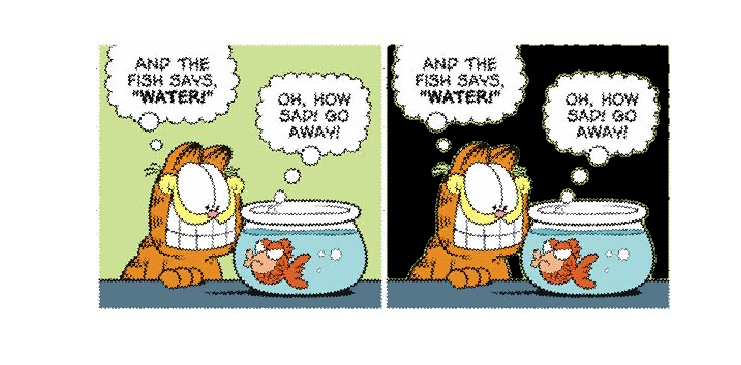 AND THE
FISH SAYS,
"WATER!"
OH, HOW
SAD! GO
AWAY!
AND THE
FISH SAYS,
"WATER!"
OH, HOW
SAD! GO
AWAY!